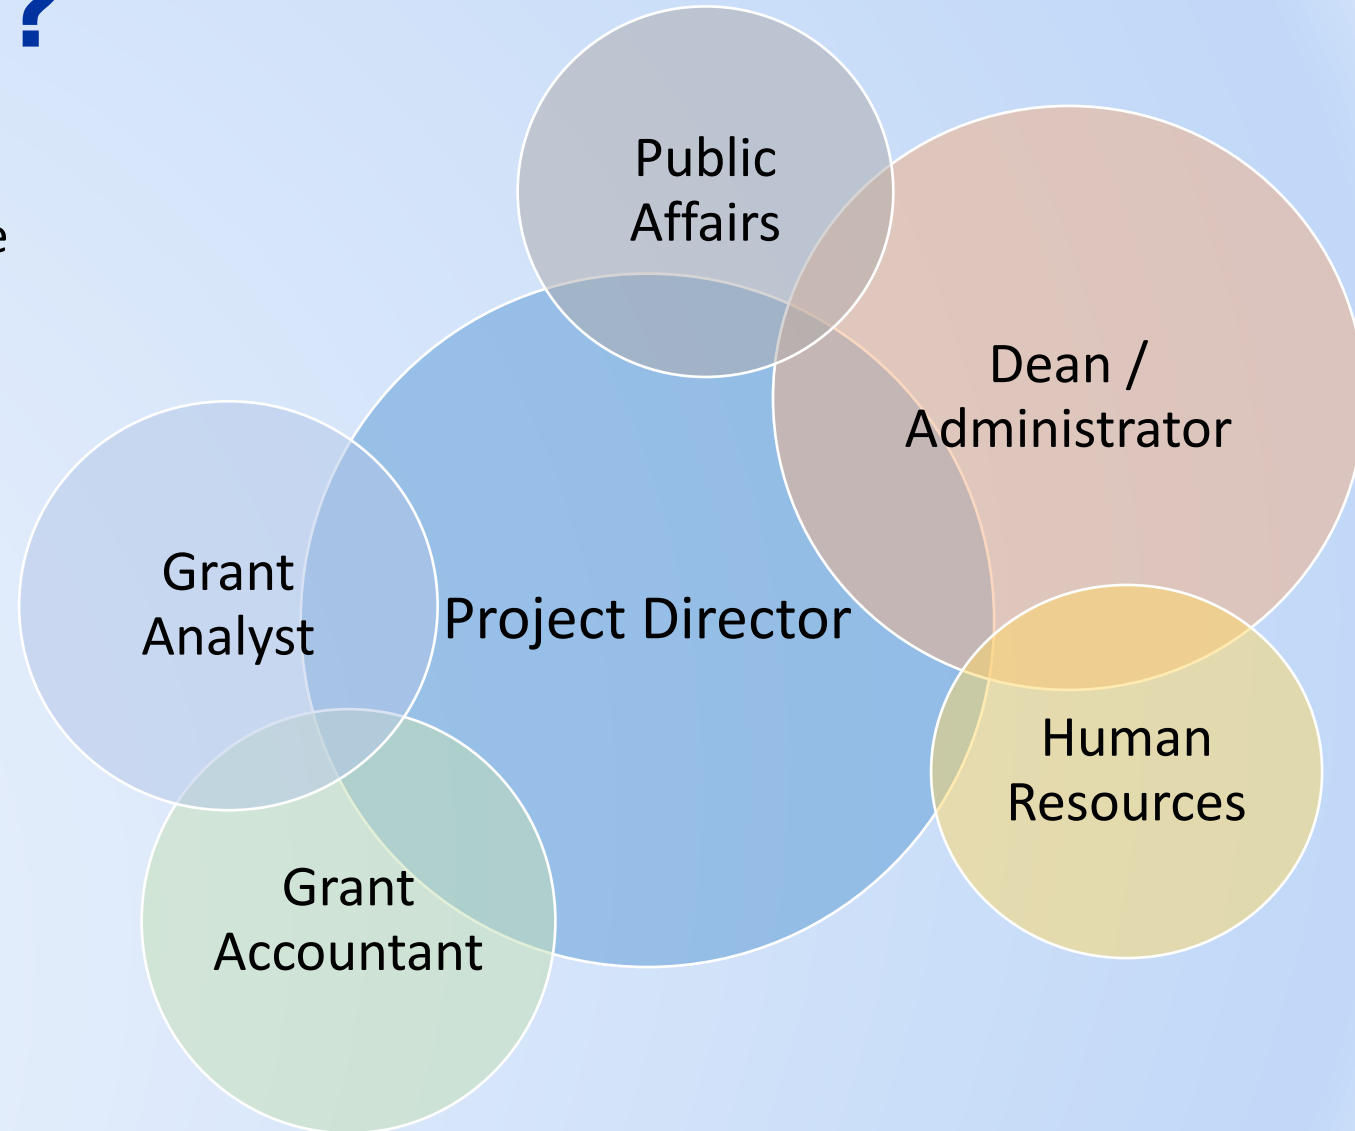 ?
e
Public
Affairs
Dean /
Administrator
Grant
Analyst
Project Director
Human
Resources
Grant
Accountant